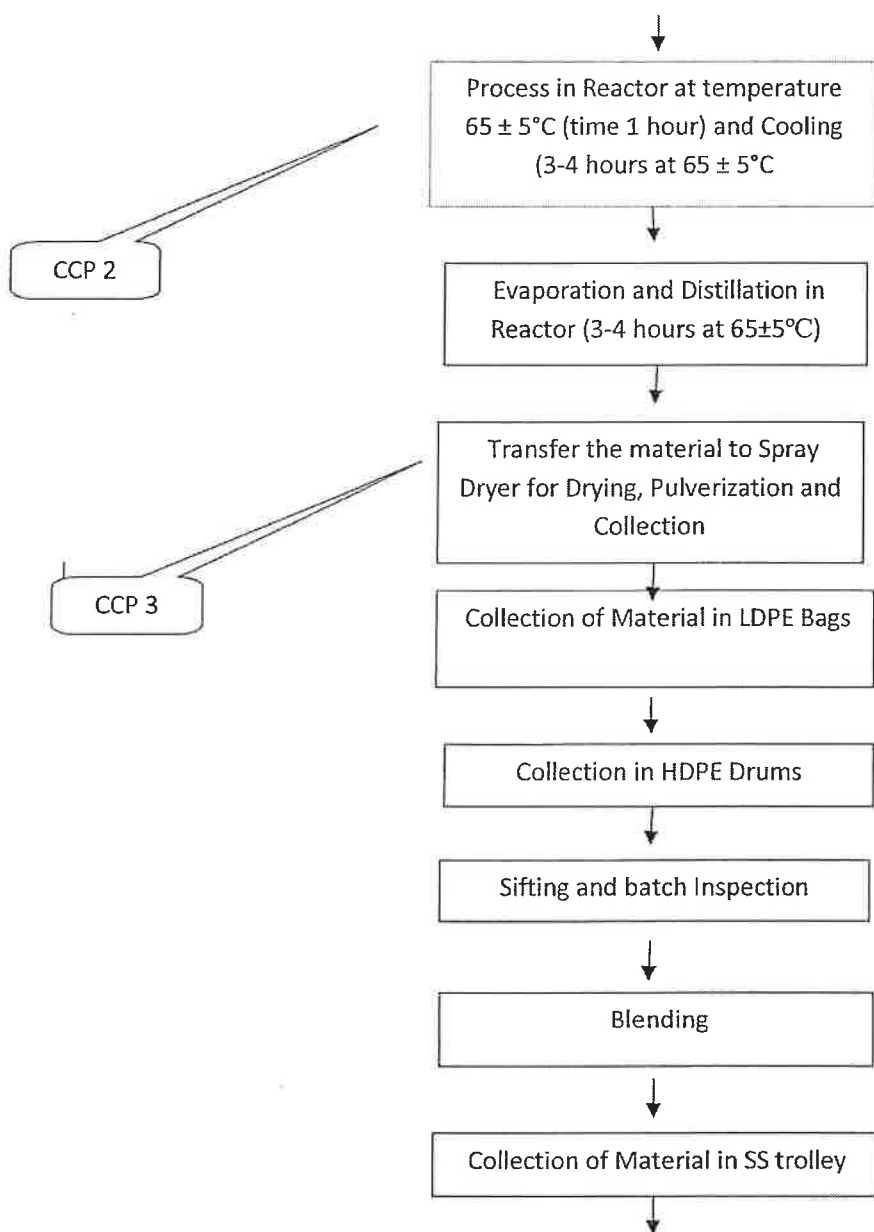 Process in Reactor at temperature
65 ± 5°C (time 1 hour) and Cooling
(3-4 hours at 65 ± 5°C
CCP 2
Evaporation and Distillation in
Reactor (3-4 hours at 65±5°C)
Transfer the material to Spray
Dryer for Drying, Pulverization and
Collection
CCP 3
Collection of Material in LDPE Bags
Collection in HDPE Drums
Sifting and batch Inspection
Blending
Collection of Material in SS trolley